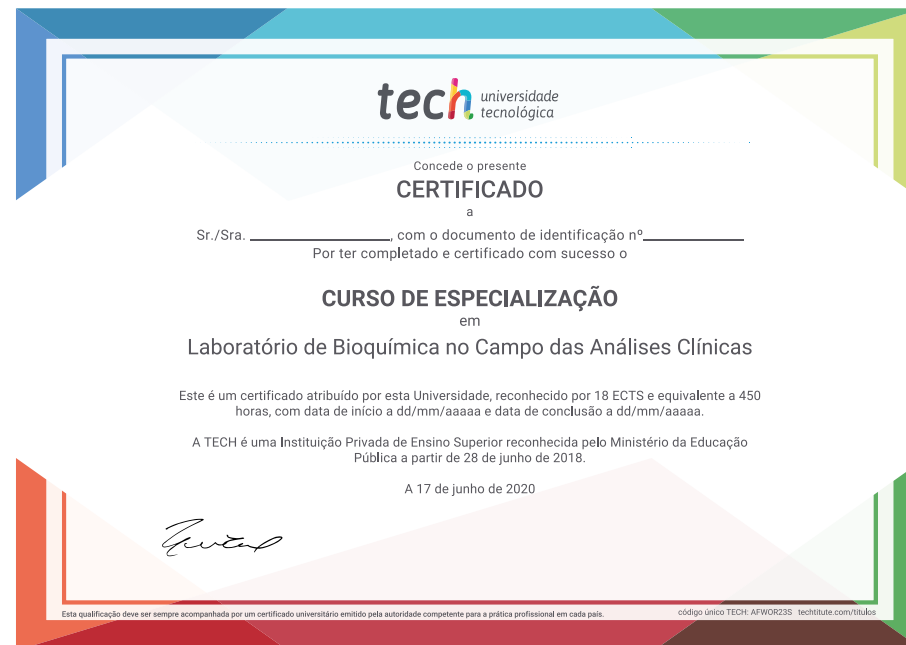 tech universidade
tecnológica
Concede o presente
CERTIFICADO
a
Sr./Sra. ____________________, com o documento de identificação nº______________
Por ter completado e certificado com sucesso o
CURSO DE ESPECIALIZAÇÃO
em
Laboratório de Bioquímica no Campo das Análises Clínicas
Este é um certificado atribuído por esta Universidade, reconhecido por 18 ECTS e equivalente a 450
horas, com data de início a dd/mm/aaaaa e data de conclusão a dd/mm/aaaaa.
A TECH é uma Instituição Privada de Ensino Superior reconhecida pelo Ministério da Educação
Pública a partir de 28 de junho de 2018.
A 17 de junho de 2020
Esta qualificação deve ser sempre acompanhada por um certificado universitário emitido pela autoridade competente para a prática profissional em cada país.
código único TECH: AFWOR23S techtitute.com/titulos